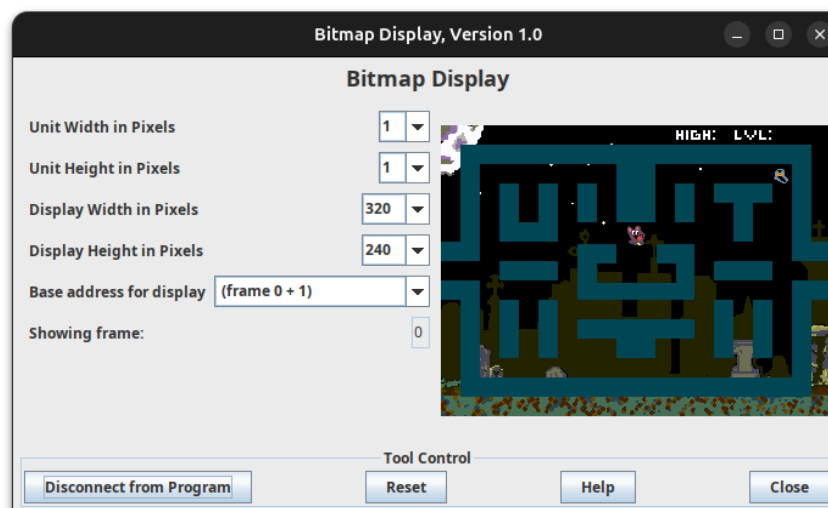 Bitmap Display, Version 1.0
Bitmap Display
Unit Width in Pixels 1
Unit Height in Pixels 1
Display Width in Pixels 320
Display Height in Pixels 240
Base address for display (frame 0 + 1)
Showing frame: 0
HIGH: LVL:
Tool Control
Disconnect from Program Reset Help Close